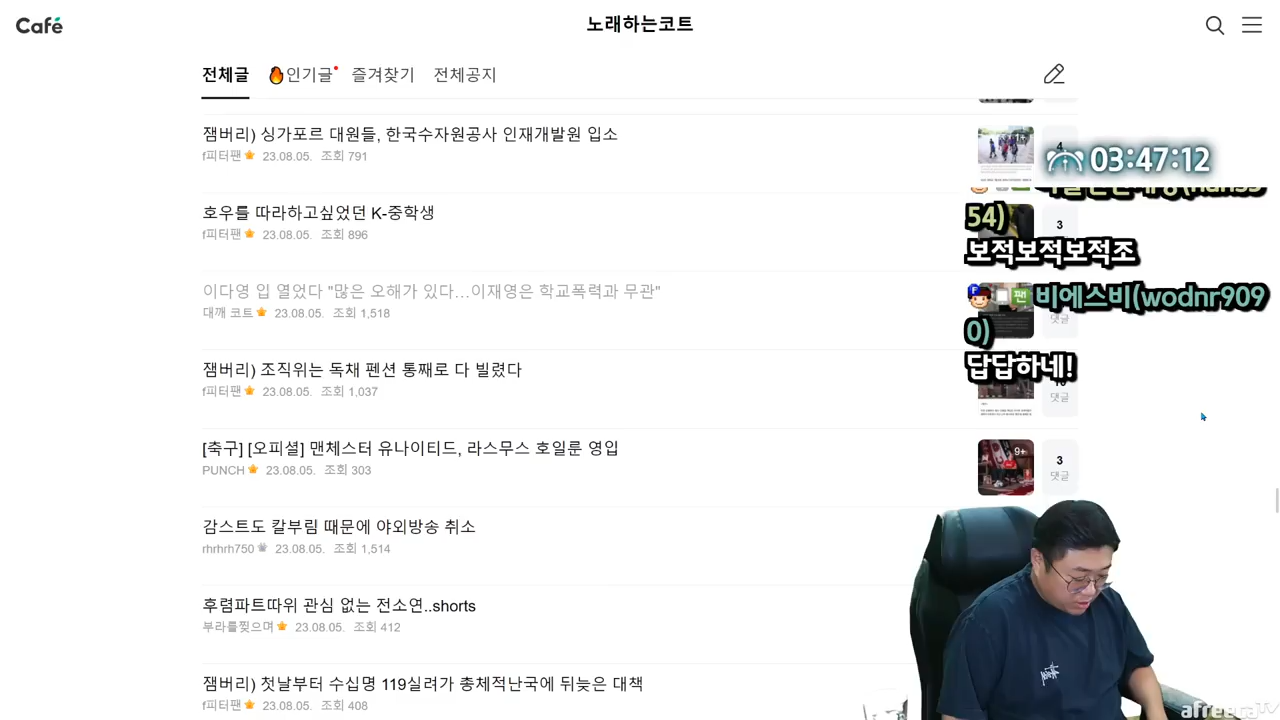 Café
노래하는코트
전체글 인기글 즐겨찾기 전체공지
잼버리) 싱가포르 대원들, 한국수자원공사 인재개발원 입소
f피터팬 23.08.05. 조회 791
1+
4
03:47:12
호우를 따라하고싶었던 K-중학생
f피터팬 23.08.05. 조회 896
3
54)
보적보적보적조
이다영 입 열었다 "많은 오해가 있다…이재영은 학교폭력과 무관"
대깨 코트 23.08.05. 조회 1,518
댓글
팬 비에스비(wodnr909
0)
답답하네!
잼버리) 조직위는 독채 펜션 통째로 다 빌렸다
f피터팬 23.08.05. 조회 1,037
댓글
[축구] [오피셜] 맨체스터 유나이티드, 라스무스 호일룬 영입
PUNCH 23.08.05. 조회 303
9+
3
댓글
감스트도 칼부림 때문에 야외방송 취소
rhrhrh750 23.08.05. 조회 1,514
후렴파트따위 관심 없는 전소연..shorts
부라를찢으며 23.08.05. 조회 412
잼버리) 첫날부터 수십명 119실려가 총체적난국에 뒤늦은 대책
f피터팬 23.08.05. 조회 408
afreecaTV